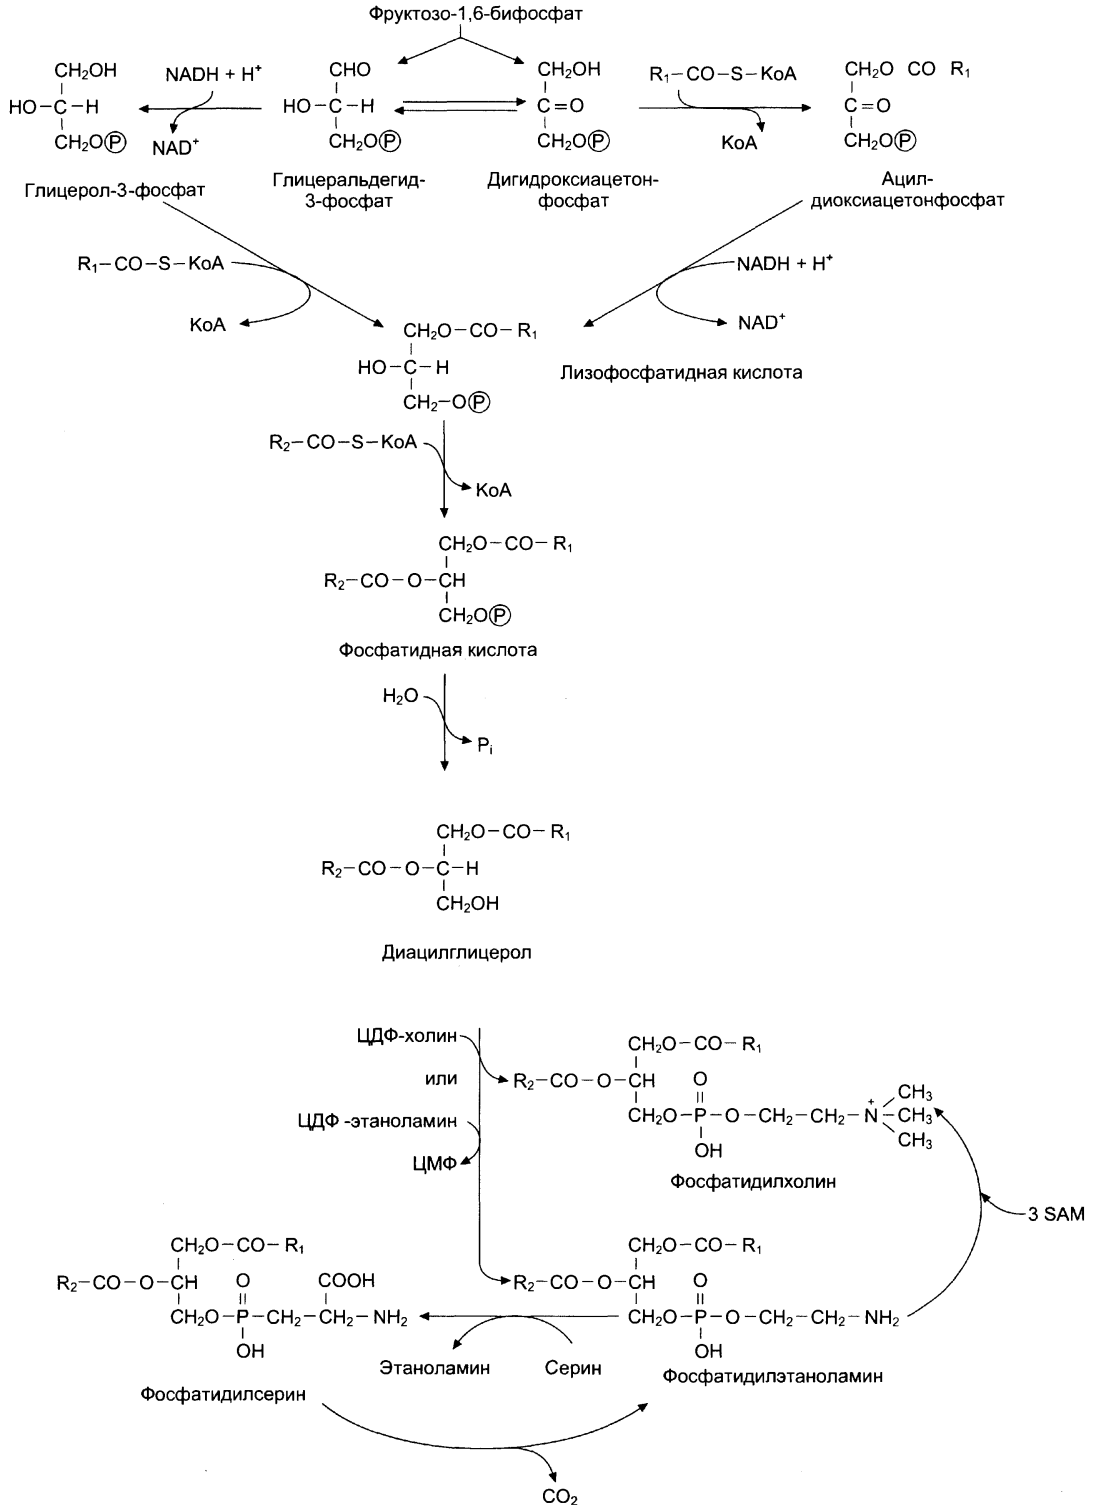 Фруктозо-1,6-бифосфат
CH₂OH
HO–C–H
CH₂OⓅ
NADH + H⁺
NAD⁺
CHO
HO–C–H
CH₂OⓅ
CH₂OH
C=O
CH₂OⓅ
R₁–CO–S–KoA
KoA
CH₂O CO R₁
C=O
CH₂OⓅ
Глицерол-3-фосфат
Глицеральдегид-
3-фосфат
Дигидроксиацетон-
фосфат
Ацил-
диоксиацетонфосфат
R₁–CO–S–KoA
KoA
NADH + H⁺
NAD⁺
CH₂O–CO–R₁
HO–C–H
CH₂–OⓅ
Лизофосфатидная кислота
R₂–CO–S–KoA
KoA
CH₂O–CO–R₁
R₂–CO–O–CH
CH₂OⓅ
Фосфатидная кислота
H₂O
Pᵢ
CH₂O–CO–R₁
R₂–CO–O–C–H
CH₂OH
Диацилглицерол
ЦДФ-холин
или
ЦДФ -этаноламин
ЦМФ
CH₂O–CO–R₁
R₂–CO–O–CH O
CH₂O–P–O–CH₂–CH₂–N⁺–CH₃
CH₃
CH₃
OH
Фосфатидилхолин
3 SAM
CH₂O–CO–R₁
R₂–CO–O–CH O COOH
CH₂O–P–CH₂–CH₂–NH₂
OH
Фосфатидилсерин
Этаноламин
Серин
CH₂O–CO–R₁
R₂–CO–O–CH O
CH₂O–P–O–CH₂–CH₂–NH₂
OH
Фосфатидилэтаноламин
CO₂